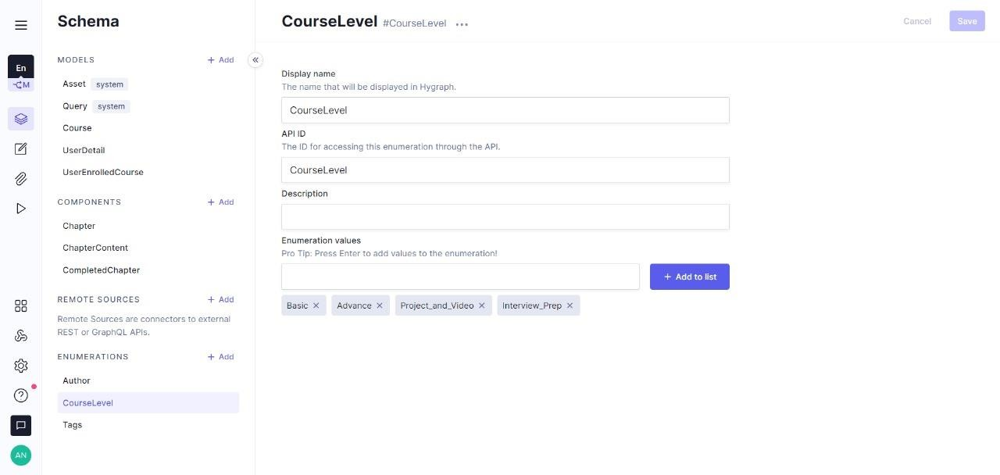 Schema
CourseLevel #CourseLevel
Cancel
Save
En
M
MODELS
+ Add
Asset system
Query system
Course
UserDetail
UserEnrolledCourse
COMPONENTS
+ Add
Chapter
ChapterContent
CompletedChapter
REMOTE SOURCES
+ Add
Remote Sources are connectors to external
REST or GraphQL APIs.
ENUMERATIONS
+ Add
Author
CourseLevel
Tags
AN
Display name
The name that will be displayed in Hygraph.
CourseLevel
API ID
The ID for accessing this enumeration through the API.
CourseLevel
Description
Enumeration values
Pro Tip: Press Enter to add values to the enumeration!
+ Add to list
Basic
Advance
Project_and_Video
Interview_Prep